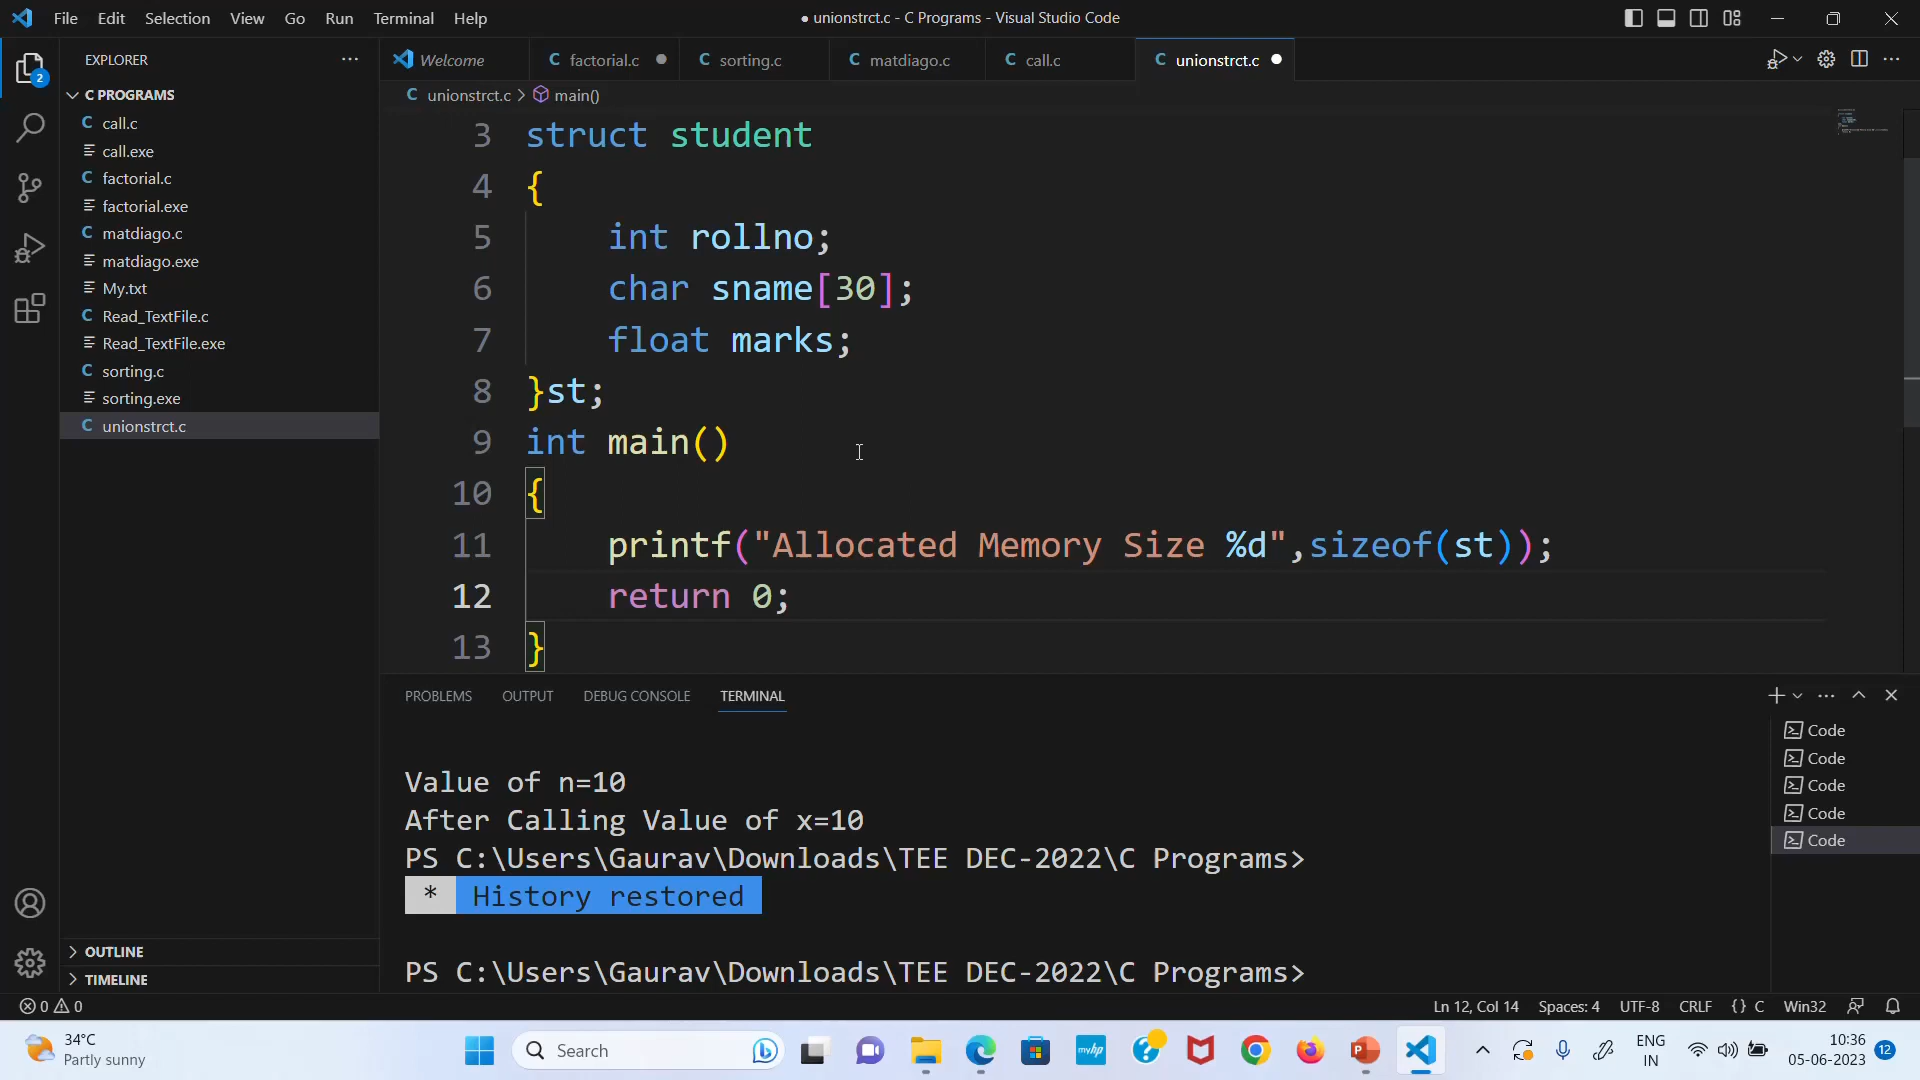 File Edit Selection View Go Run Terminal Help
● unionstrct.c - C Programs - Visual Studio Code
EXPLORER
2
Welcome
C factorial.c
C sorting.c
C matdiago.c
C call.c
C unionstrct.c
C unionstrct.c > main()
C PROGRAMS
C call.c
call.exe
C factorial.c
factorial.exe
C matdiago.c
matdiago.exe
My.txt
C Read_TextFile.c
Read_TextFile.exe
C sorting.c
sorting.exe
C unionstrct.c
OUTLINE
TIMELINE
3 struct student
4 {
5 int rollno;
6 char sname[30];
7 float marks;
8 }st;
9 int main()
10 {
11 printf("Allocated Memory Size %d",sizeof(st));
12 return 0;
13 }
PROBLEMS OUTPUT DEBUG CONSOLE TERMINAL
Value of n=10
After Calling Value of x=10
PS C:\Users\Gaurav\Downloads\TEE DEC-2022\C Programs>
* History restored
PS C:\Users\Gaurav\Downloads\TEE DEC-2022\C Programs>
Code
Code
Code
Code
Code
0 0
Ln 12, Col 14 Spaces: 4 UTF-8 CRLF {} C Win32
34°C
Partly sunny
Search
myhp
ENG
IN
10:36
05-06-2023
12